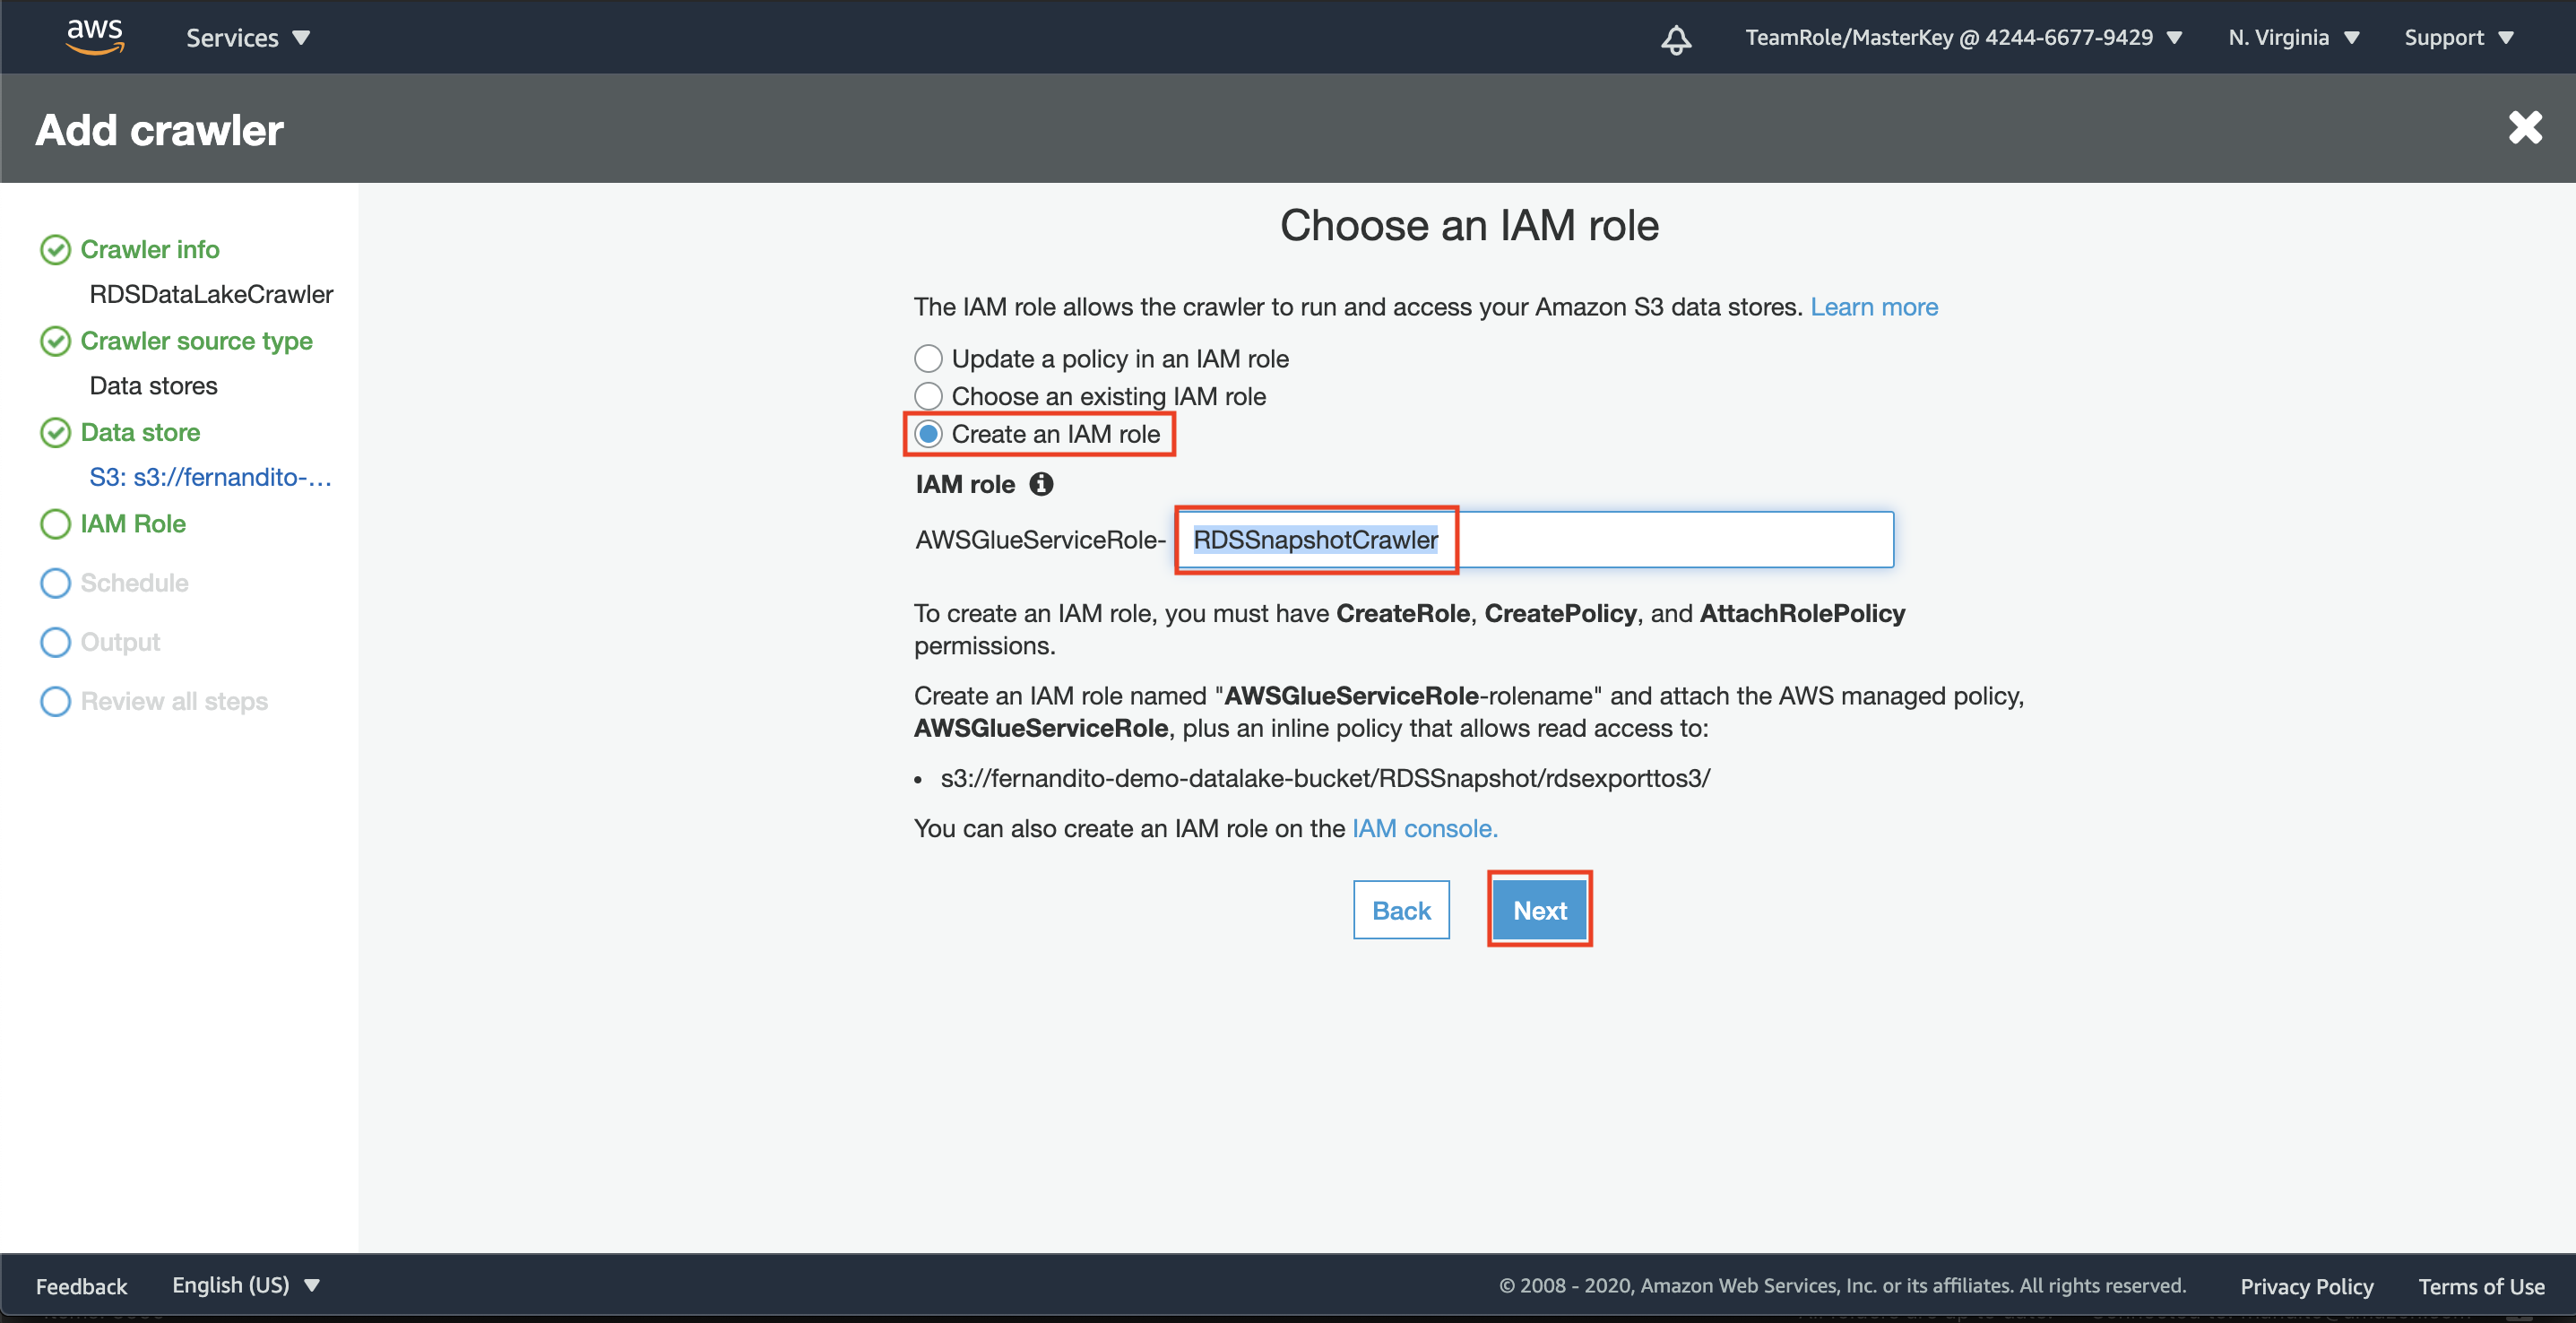 aws
Services
TeamRole/MasterKey @ 4244-6677-9429
N. Virginia
Support
Add crawler
Crawler info
RDSDataLakeCrawler
Crawler source type
Data stores
Data store
S3: s3://fernandito-...
IAM Role
Schedule
Output
Review all steps
Choose an IAM role
The IAM role allows the crawler to run and access your Amazon S3 data stores. Learn more
Update a policy in an IAM role
Choose an existing IAM role
Create an IAM role
IAM role
AWSGlueServiceRole- RDSSnapshotCrawler
To create an IAM role, you must have CreateRole, CreatePolicy, and AttachRolePolicy
permissions.
Create an IAM role named "AWSGlueServiceRole-rolename" and attach the AWS managed policy,
AWSGlueServiceRole, plus an inline policy that allows read access to:
• s3://fernandito-demo-datalake-bucket/RDSSnapshot/rdsexporttos3/
You can also create an IAM role on the IAM console.
Back
Next
Feedback
English (US)
© 2008 - 2020, Amazon Web Services, Inc. or its affiliates. All rights reserved.
Privacy Policy
Terms of Use